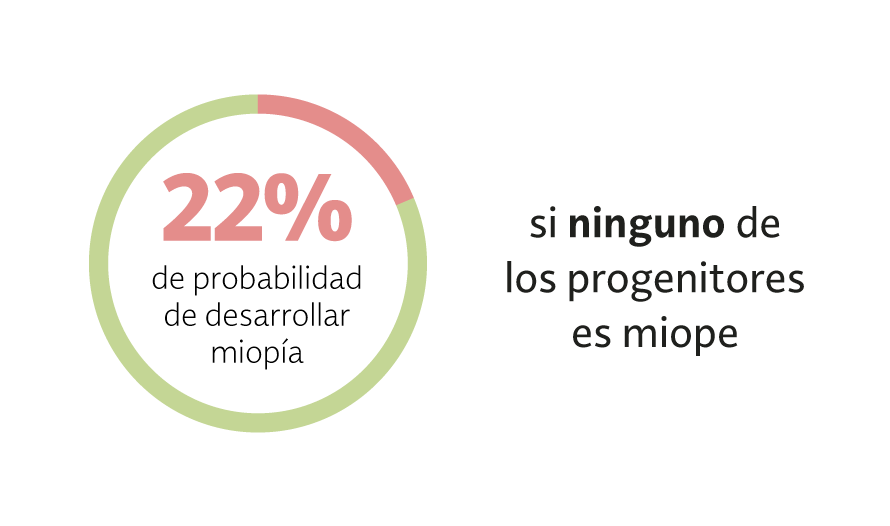 22%
de probabilidad
de desarrollar
miopía
si ninguno de
los progenitores
es miope